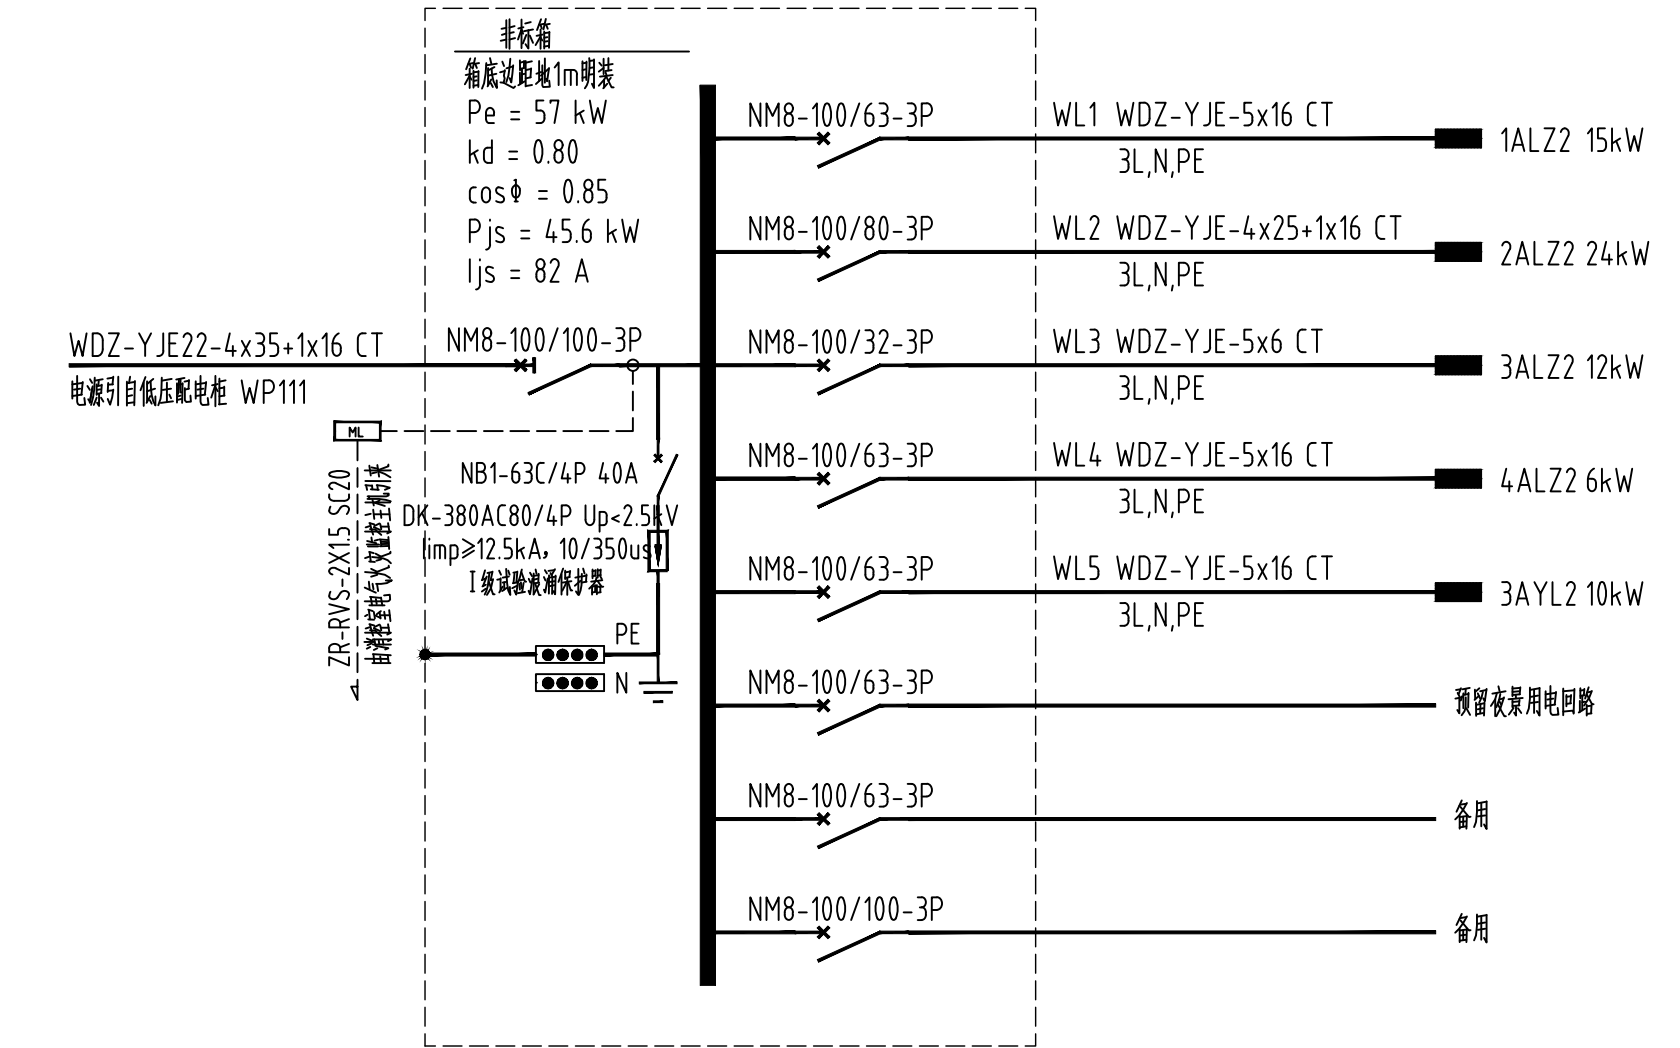 非标箱
箱底边距地1m明装
Pe = 57 kW
kd = 0.80
cosΦ = 0.85
Pjs = 45.6 kW
Ijs = 82 A
WDZ-YJE22-4x35+1x16 CT
电源引自低压配电柜 WP111
NM8-100/100-3P
ML
ZR-RVS-2X1.5 SC20
由消控室电气火灾监控主机引来
NB1-63C/4P 40A
DK-380AC80/4P Up<2.5kV
Iimp≥12.5kA, 10/350us
I级试验浪涌保护器
PE
N
NM8-100/63-3P
WL1 WDZ-YJE-5x16 CT
3L,N,PE
1ALZ2 15kW
NM8-100/80-3P
WL2 WDZ-YJE-4x25+1x16 CT
3L,N,PE
2ALZ2 24kW
NM8-100/32-3P
WL3 WDZ-YJE-5x6 CT
3L,N,PE
3ALZ2 12kW
NM8-100/63-3P
WL4 WDZ-YJE-5x16 CT
3L,N,PE
4ALZ2 6kW
NM8-100/63-3P
WL5 WDZ-YJE-5x16 CT
3L,N,PE
3AYL2 10kW
NM8-100/63-3P
预留夜景用电回路
NM8-100/63-3P
备用
NM8-100/100-3P
备用